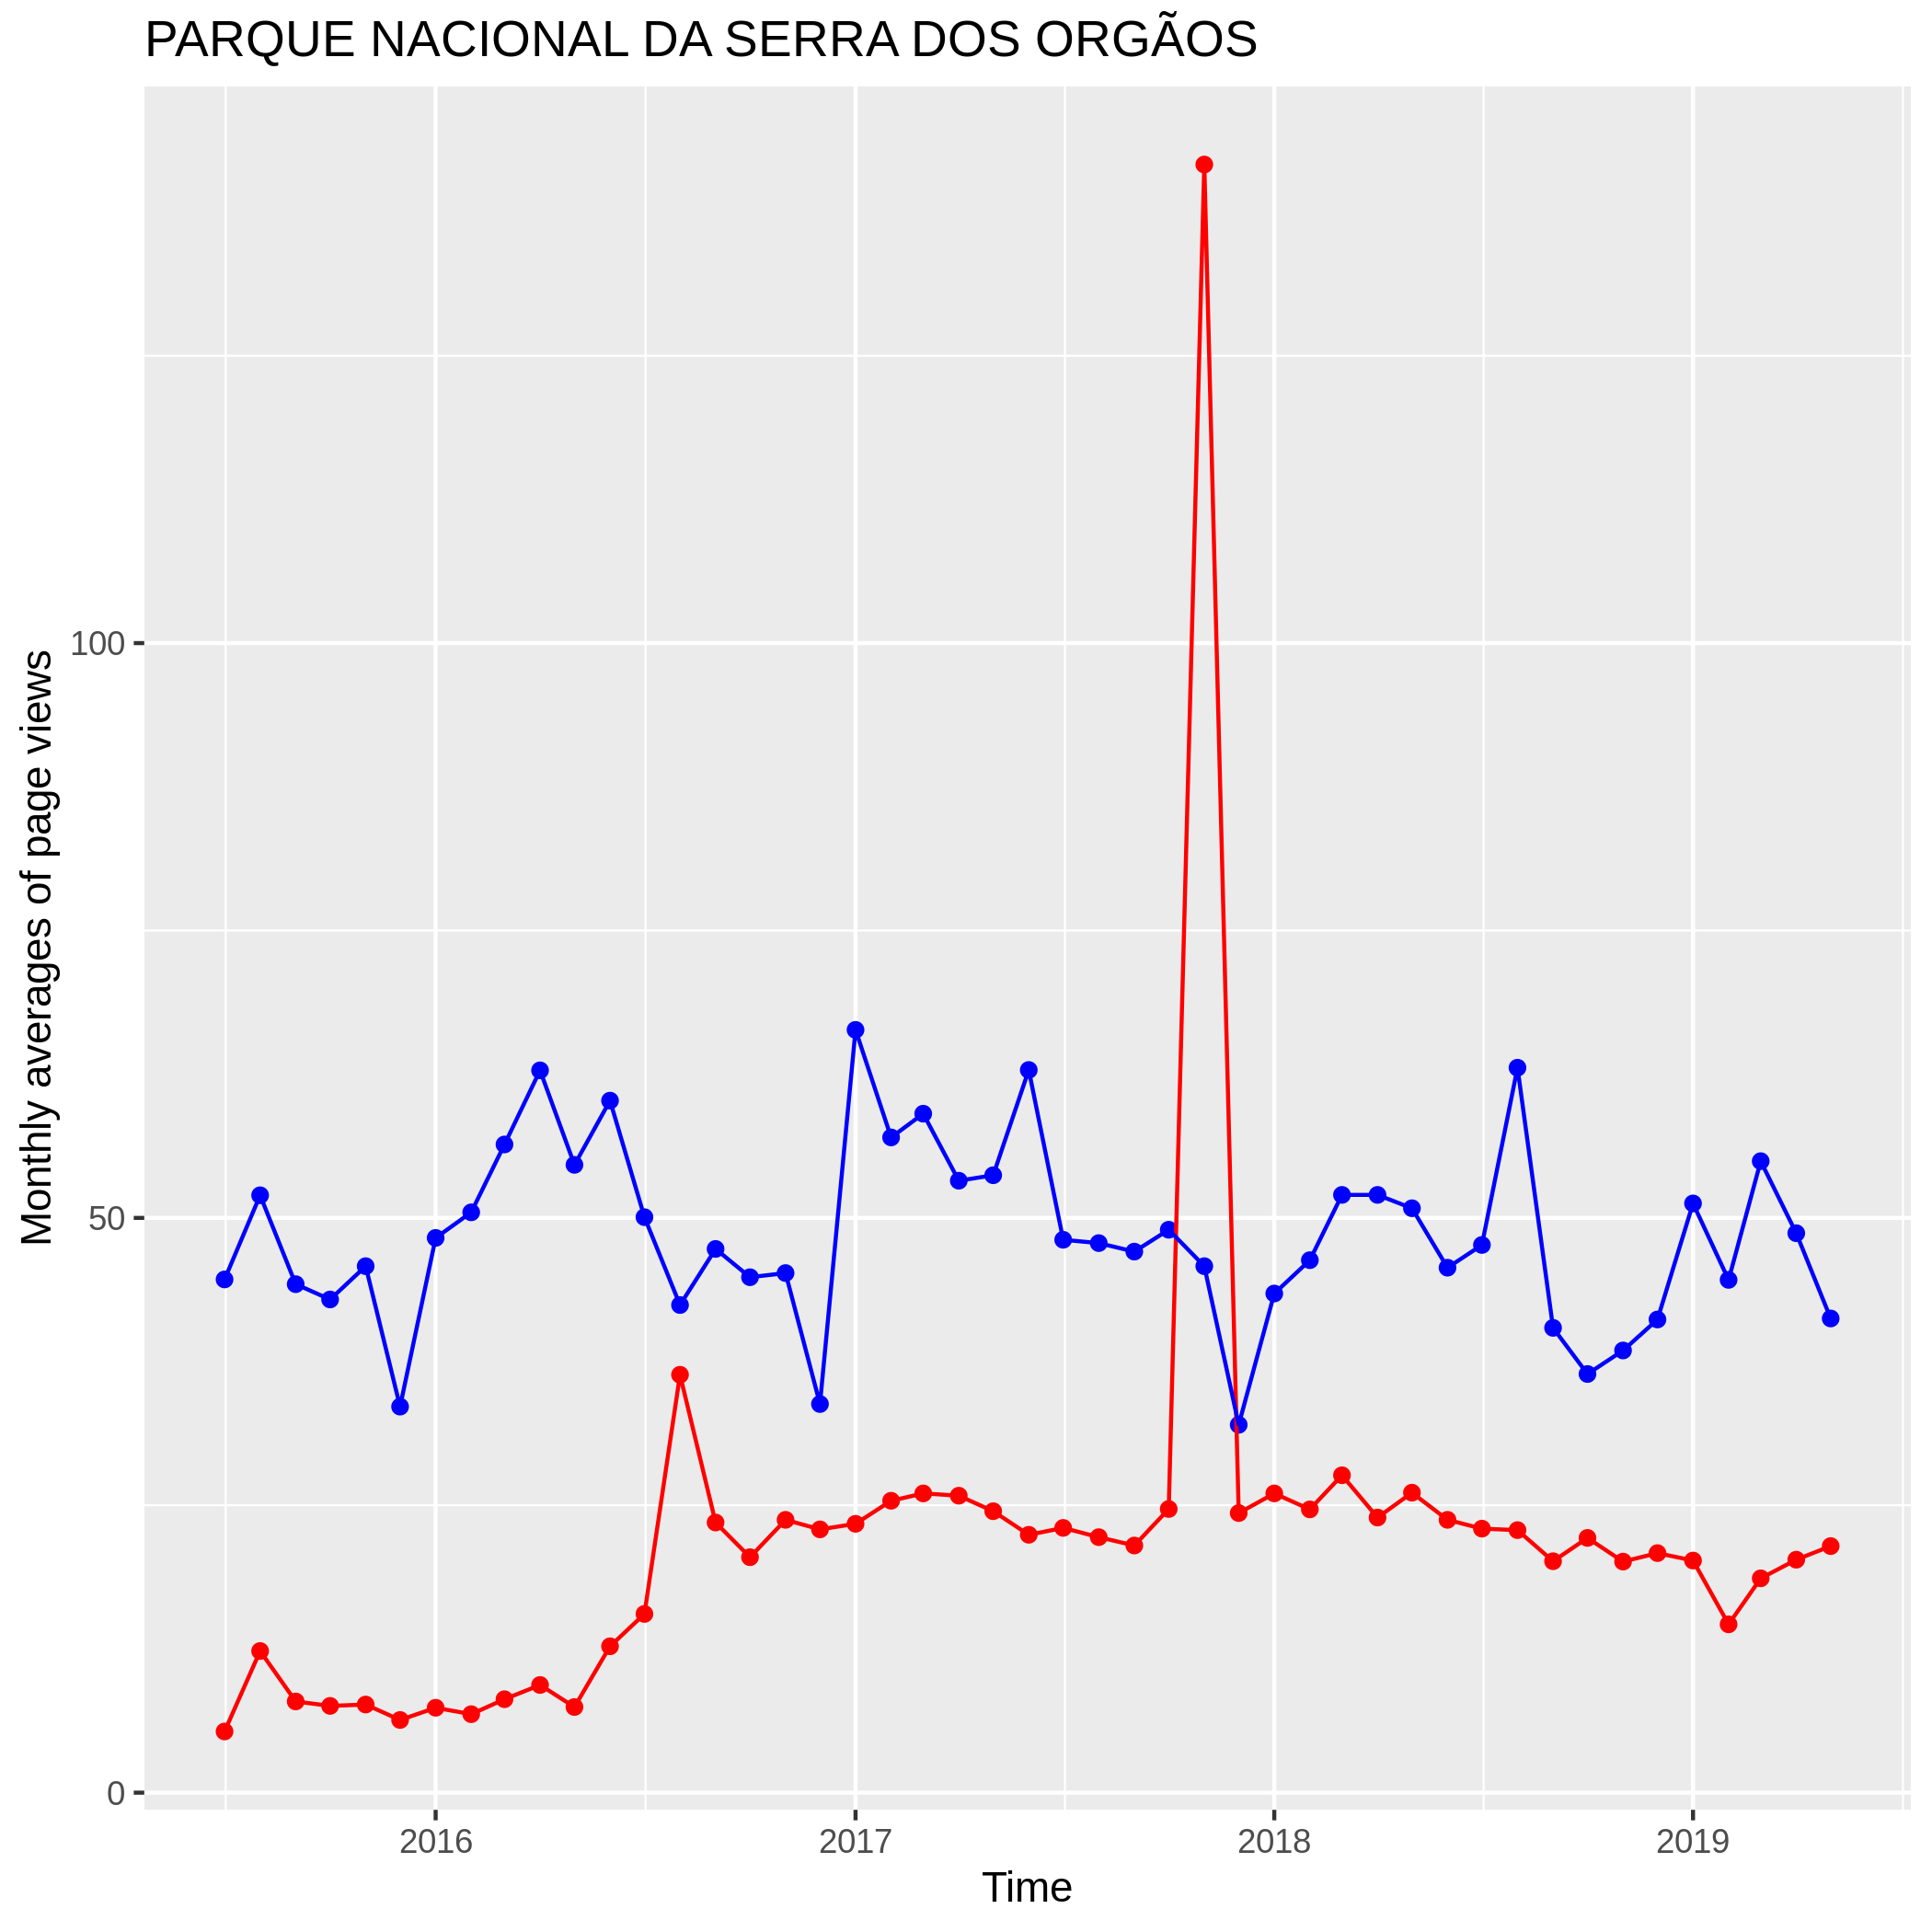 PARQUE NACIONAL DA SERRA DOS ORGÃOS
Monthly averages of page views
100
50
0
2016
2017
2018
2019
Time